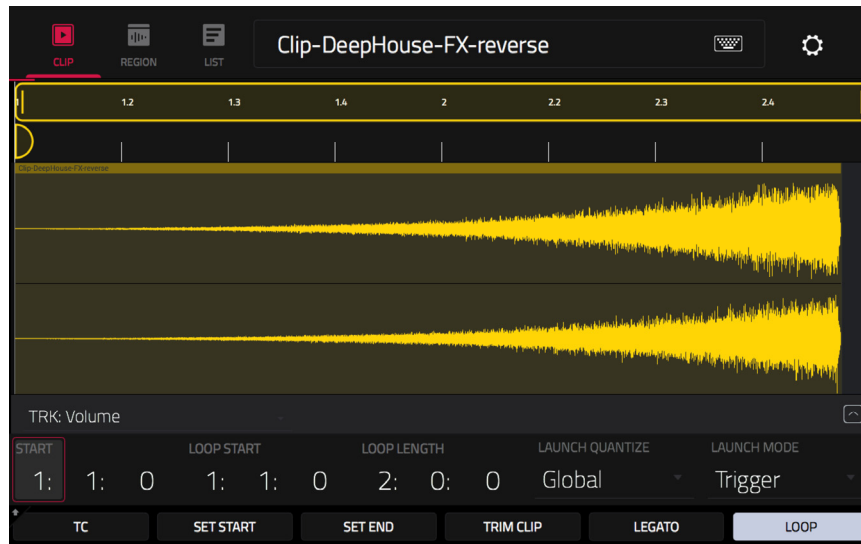 Clip-DeepHouse-FX-reverse
CLIP REGION LIST
1 1.2 1.3 1.4 2 2.2 2.3 2.4
Clip-DeepHouse-FX-reverse
TRK: Volume
START LOOP START LOOP LENGTH LAUNCH QUANTIZE LAUNCH MODE
1: 1: 0 1: 1: 0 2: 0: 0 Global Trigger
TC SET START SET END TRIM CLIP LEGATO LOOP